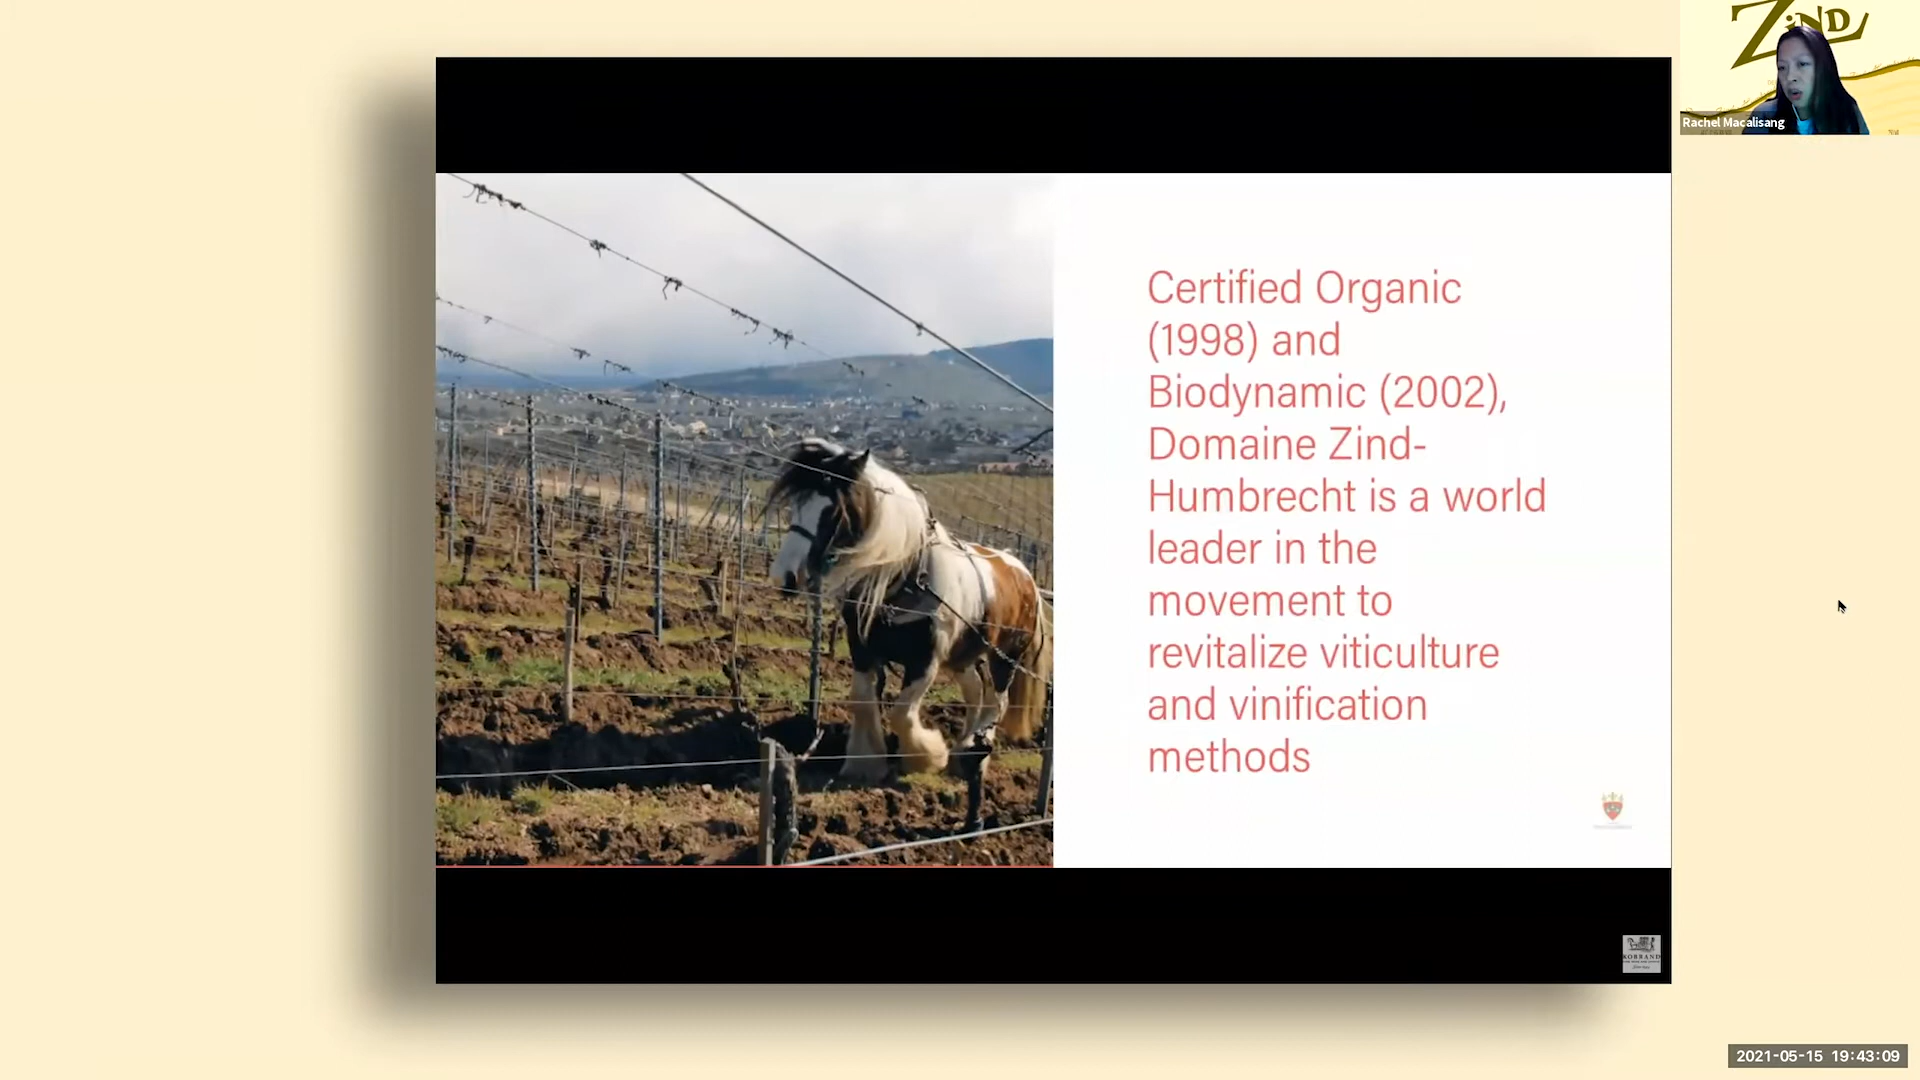 ZiND
Rachel Macalisang
Certified Organic
(1998) and
Biodynamic (2002),
Domaine Zind-
Humbrecht is a world
leader in the
movement to
revitalize viticulture
and vinification
methods
KOBRAND
2021-05-15 19:43:09